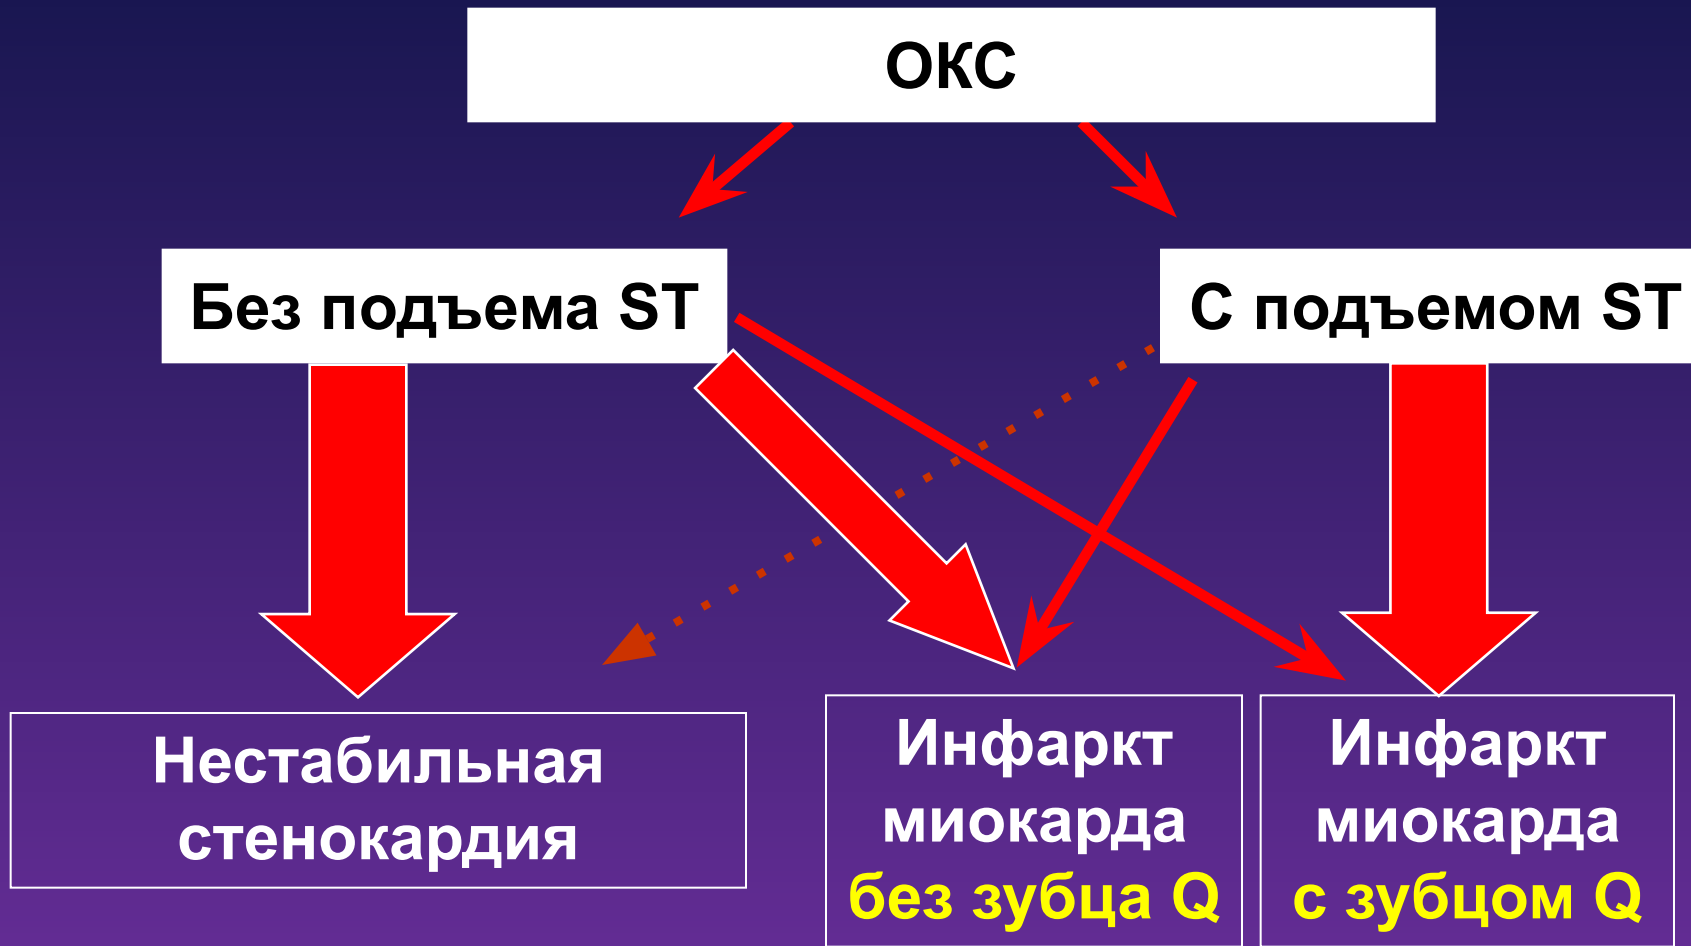 ОКС
Без подъема ST
С подъемом ST
Нестабильная
стенокардия
Инфаркт
миокарда
без зубца Q
Инфаркт
миокарда
с зубцом Q